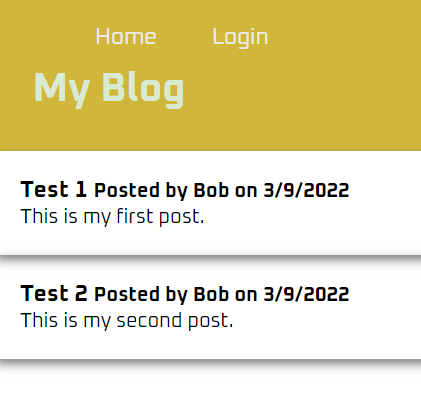 Home Login
My Blog
Test 1 Posted by Bob on 3/9/2022
This is my first post.
Test 2 Posted by Bob on 3/9/2022
This is my second post.